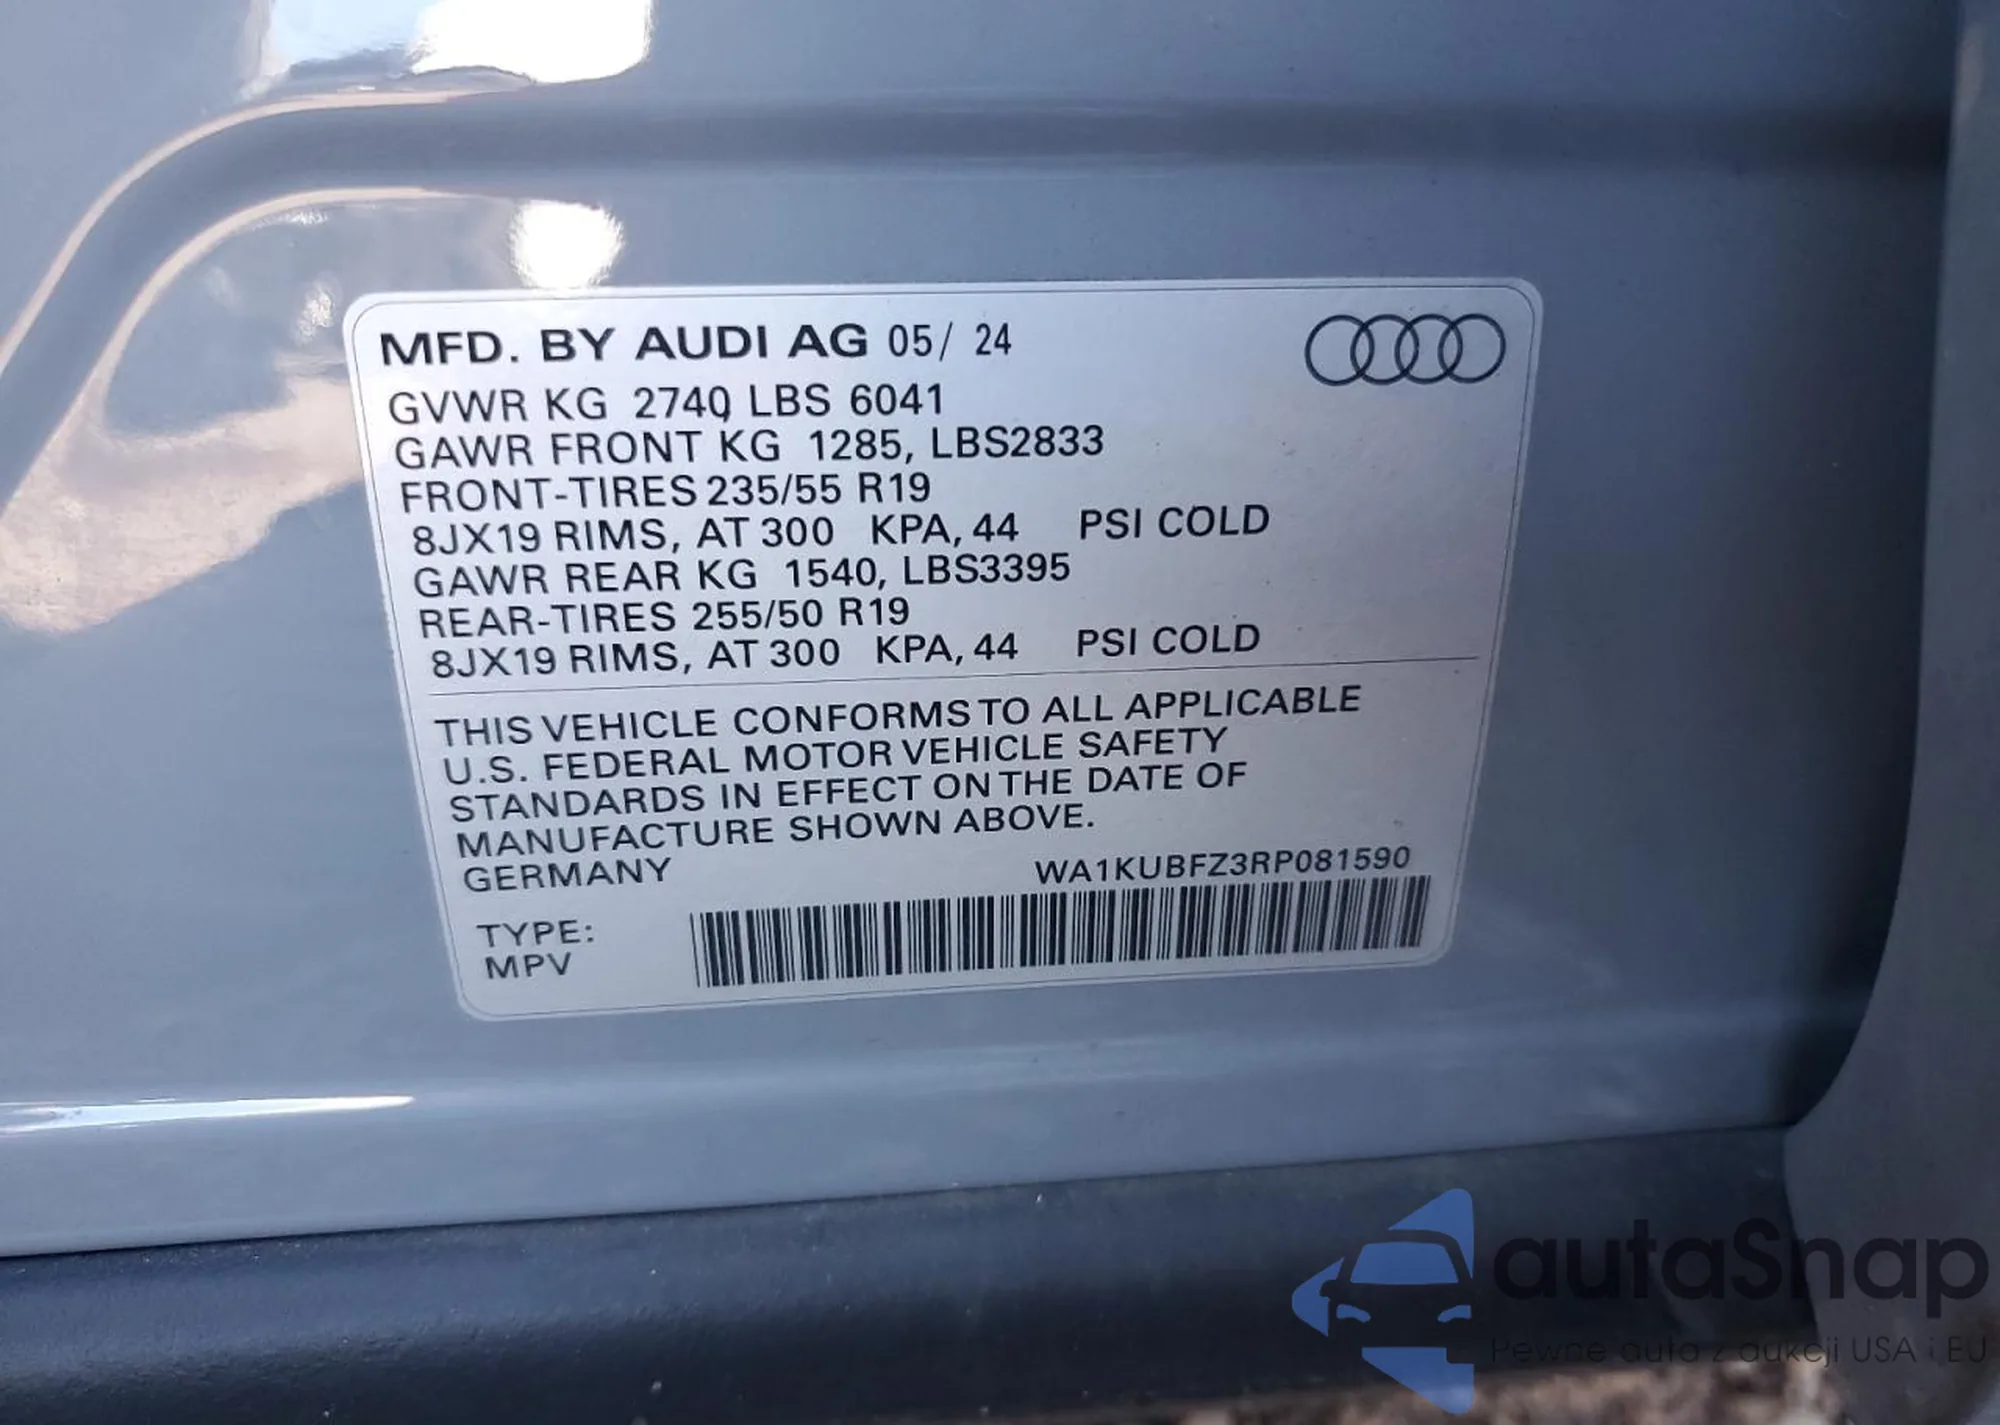 MFD. BY AUDI AG 05/ 24
GVWR KG 2740 LBS 6041
GAWR FRONT KG 1285, LBS2833
FRONT-TIRES 235/55 R19
8JX19 RIMS, AT 300 KPA, 44 PSI COLD
GAWR REAR KG 1540, LBS3395
REAR-TIRES 255/50 R19
8JX19 RIMS, AT 300 KPA, 44 PSI COLD
THIS VEHICLE CONFORMS TO ALL APPLICABLE
U.S. FEDERAL MOTOR VEHICLE SAFETY
STANDARDS IN EFFECT ON THE DATE OF
MANUFACTURE SHOWN ABOVE.
GERMANY WA1KUBFZ3RP081590
TYPE:
MPV
autaSnap
Pewne auta z aukcji USA i EU